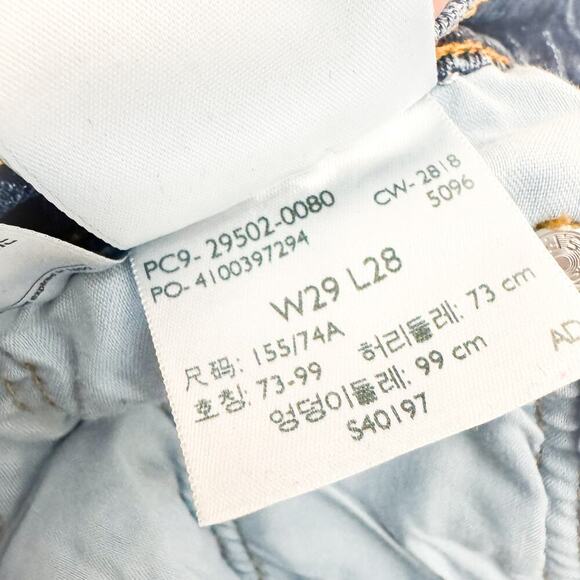 PC9- 29502-0080 CW-2818
PO-4100397294 5096
W29 L28
尺码: 155/74A 허리둘레: 73 cm
호칭: 73-99 엉덩이둘레: 99 cm
S40197